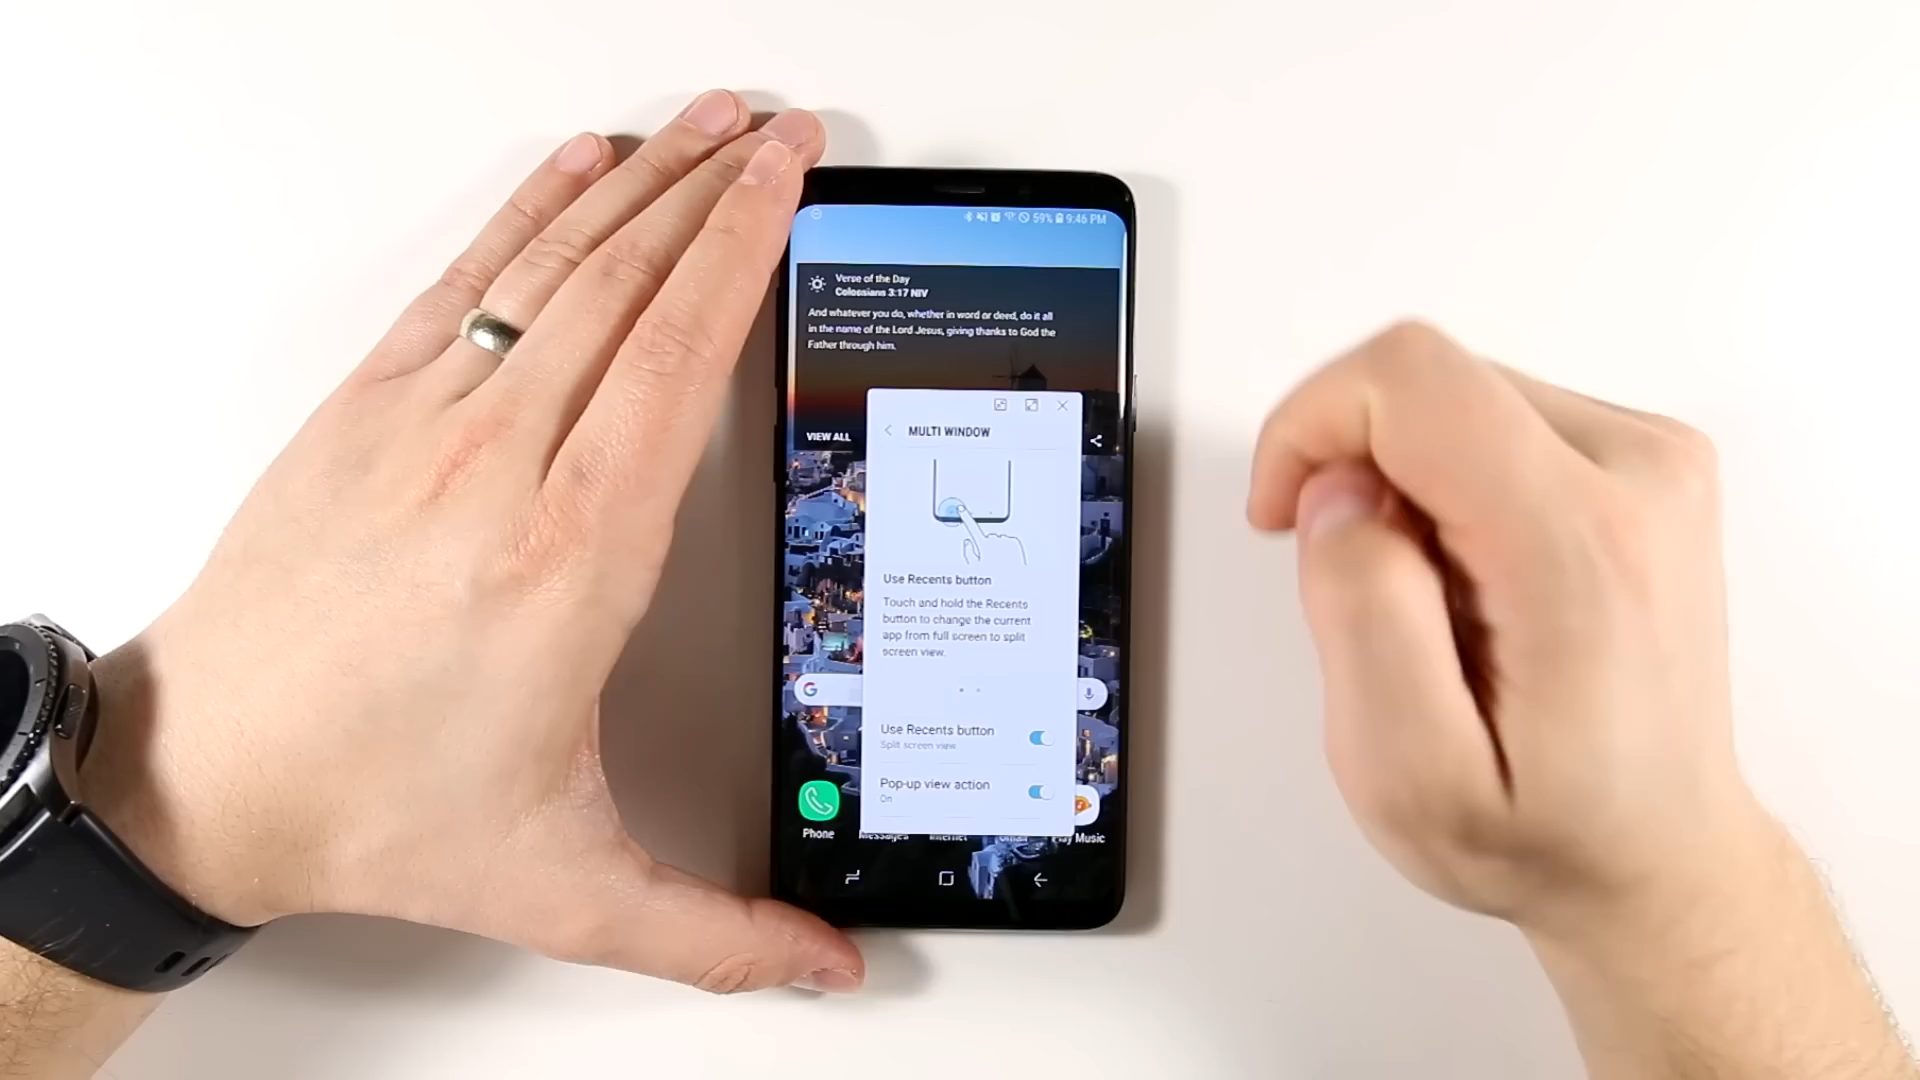 59% 9:46 PM
Verse of the Day
Colossians 3:17 NIV
And whatever you do, whether in word or deed, do it all
in the name of the Lord Jesus, giving thanks to God the
Father through him.
VIEW ALL
MULTI WINDOW
Use Recents button
Touch and hold the Recents
button to change the current
app from full screen to split
screen view.
G
Use Recents button
Split screen view
Pop-up view action
On
Phone
Messages
Internet
Gmail
Play Music